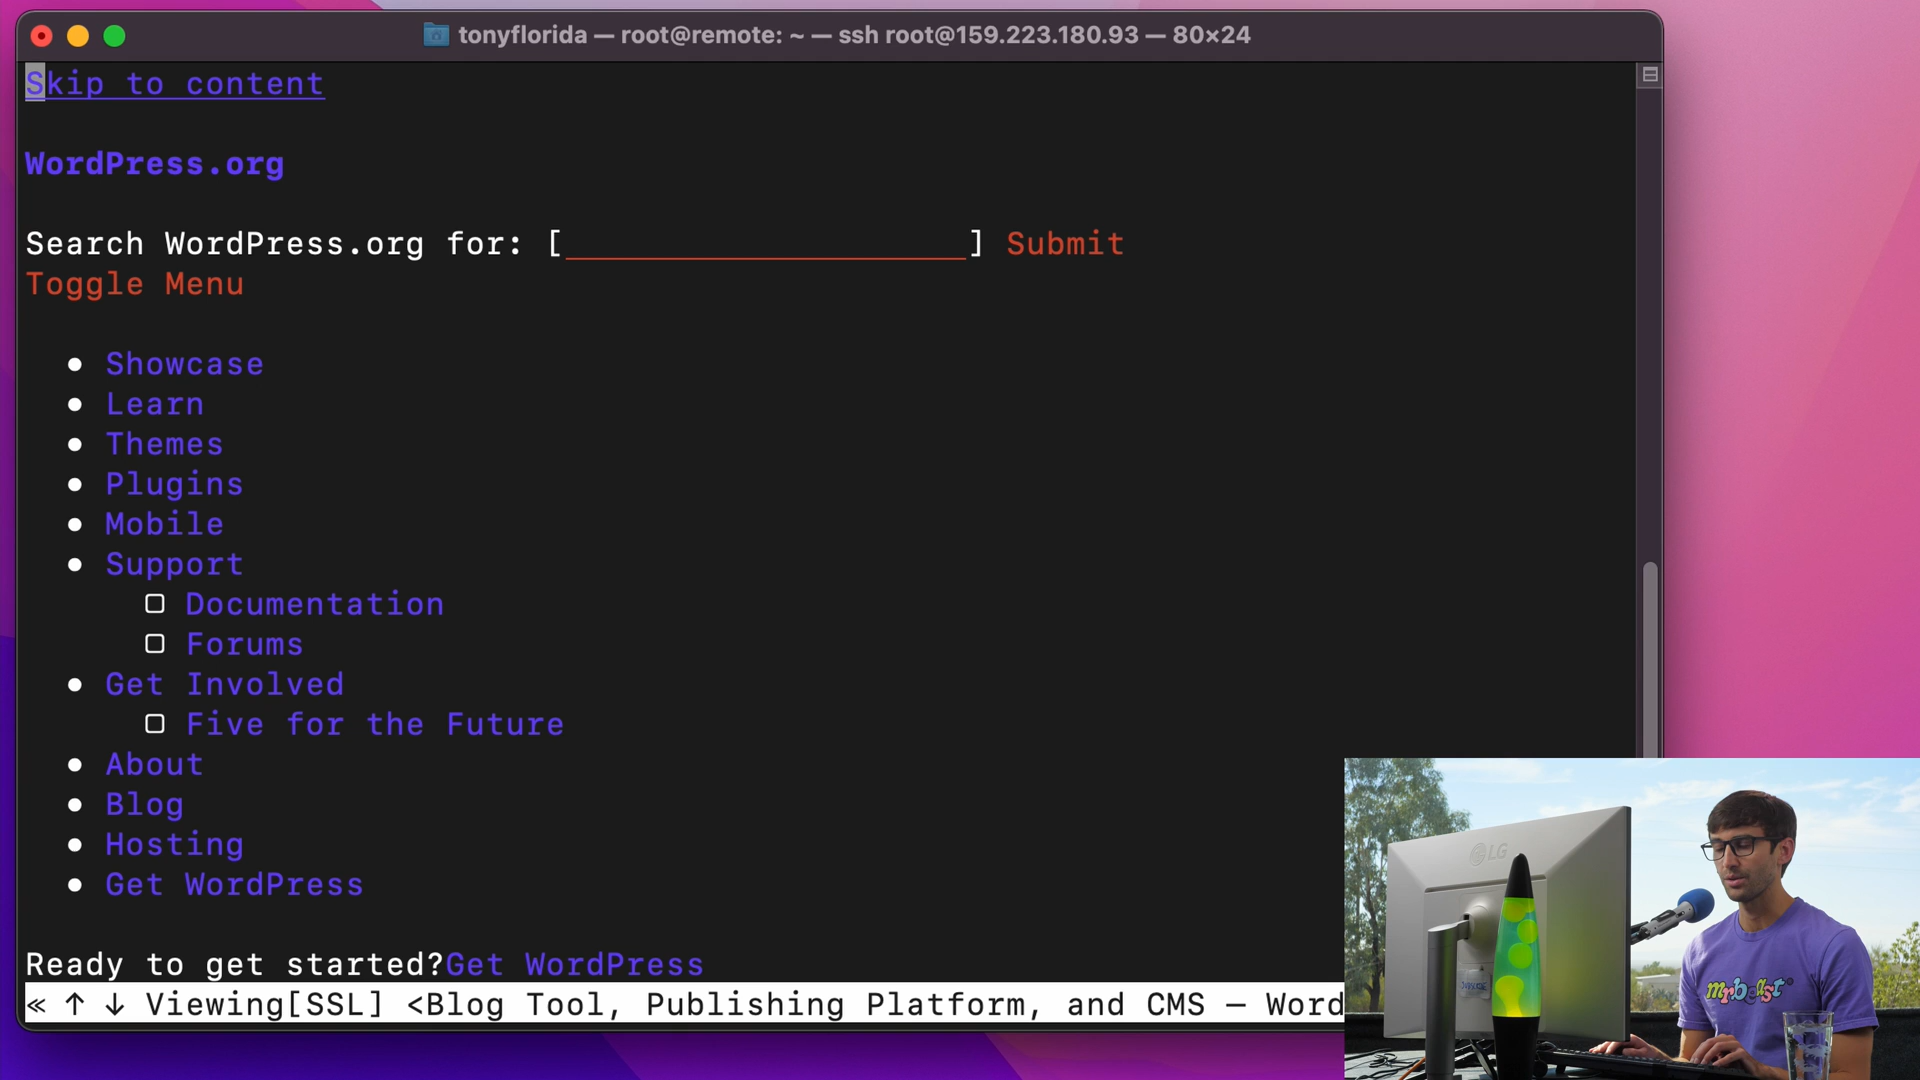 tonyflorida — root@remote: ~ — ssh root@159.223.180.93 — 80×24
Skip to content
WordPress.org
Search WordPress.org for: [____________________] Submit
Toggle Menu
• Showcase
• Learn
• Themes
• Plugins
• Mobile
• Support
▢ Documentation
▢ Forums
• Get Involved
▢ Five for the Future
• About
• Blog
• Hosting
• Get WordPress
Ready to get started?Get WordPress
« ↑ ↓ Viewing[SSL] <Blog Tool, Publishing Platform, and CMS — Word
LG
mrbeast